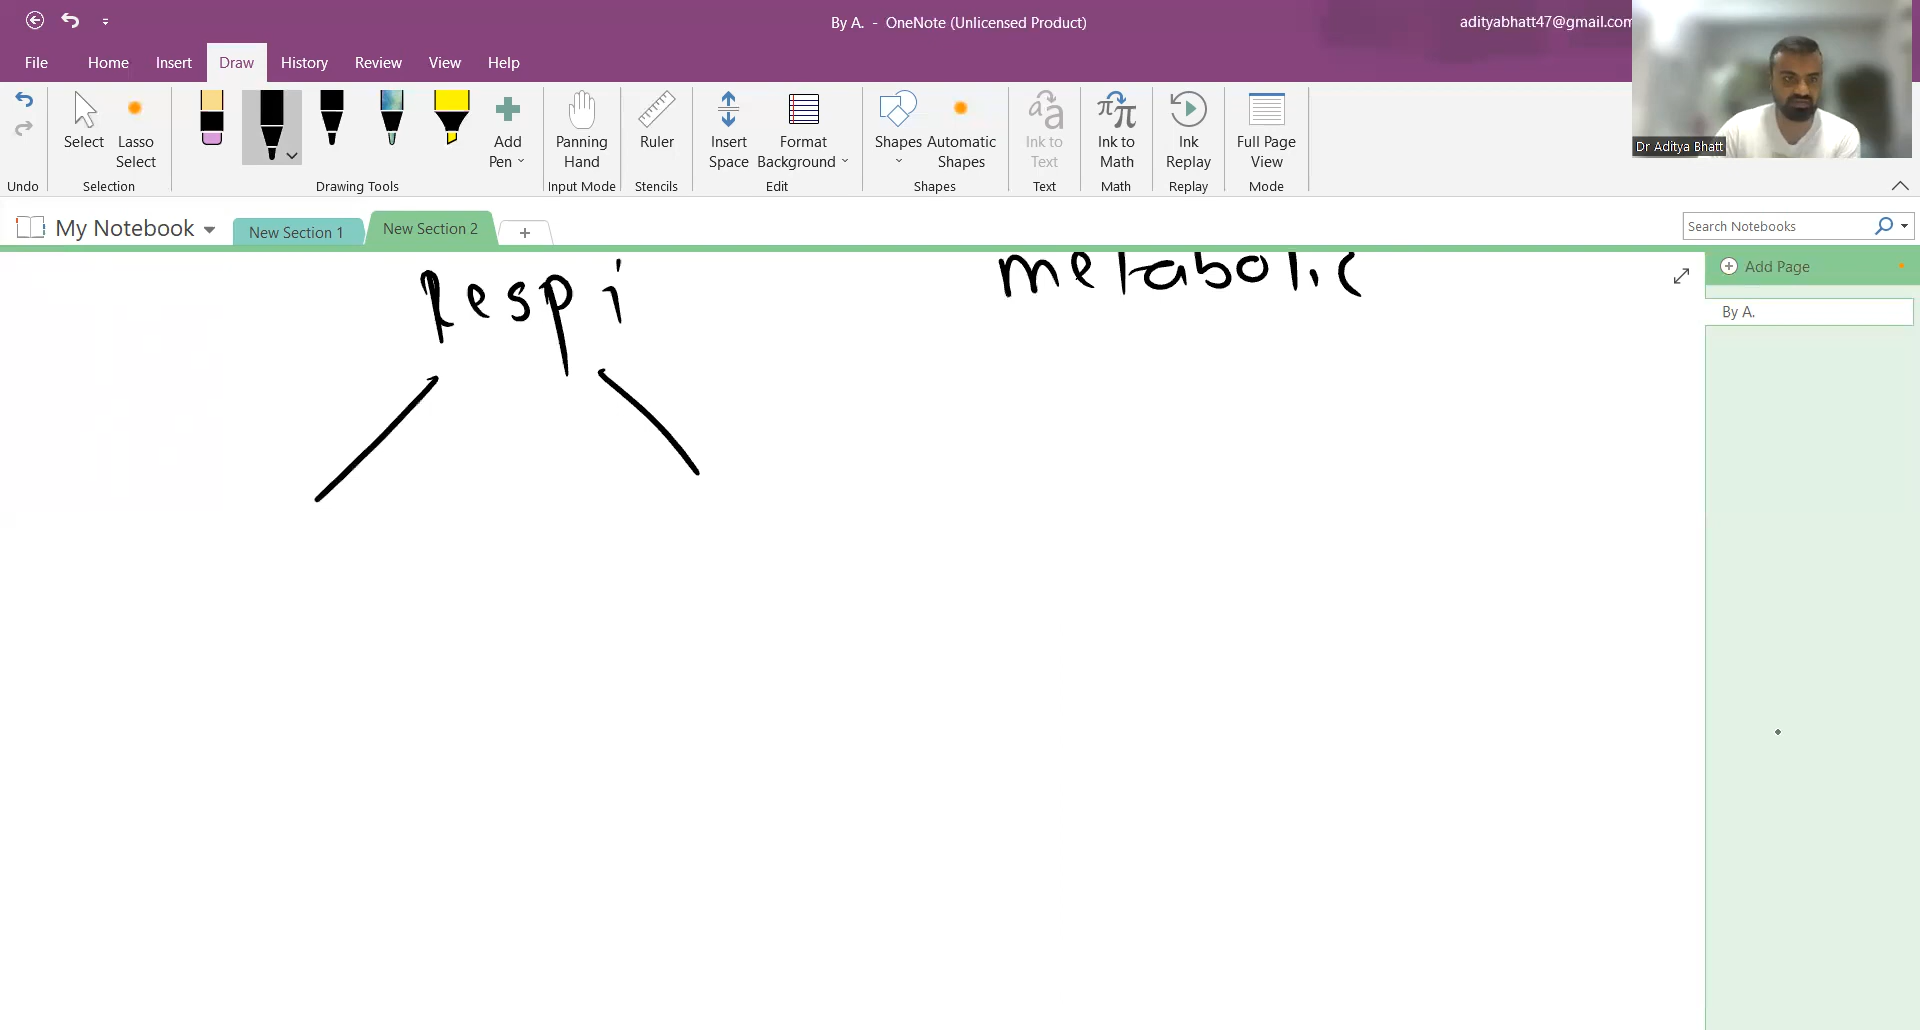 By A. - OneNote (Unlicensed Product)
adityabhatt47@gmail.com
File Home Insert Draw History Review View Help
Select
Lasso Select
Add Pen
Panning Hand
Ruler
Insert Space
Format Background
Shapes
Automatic Shapes
Ink to Text
Ink to Math
Ink Replay
Full Page View
Dr Aditya Bhatt
Undo Selection Drawing Tools Input Mode Stencils Edit Shapes Text Math Replay Mode
My Notebook New Section 1 New Section 2 +
Search Notebooks
Respi metabolic
Add Page
By A.